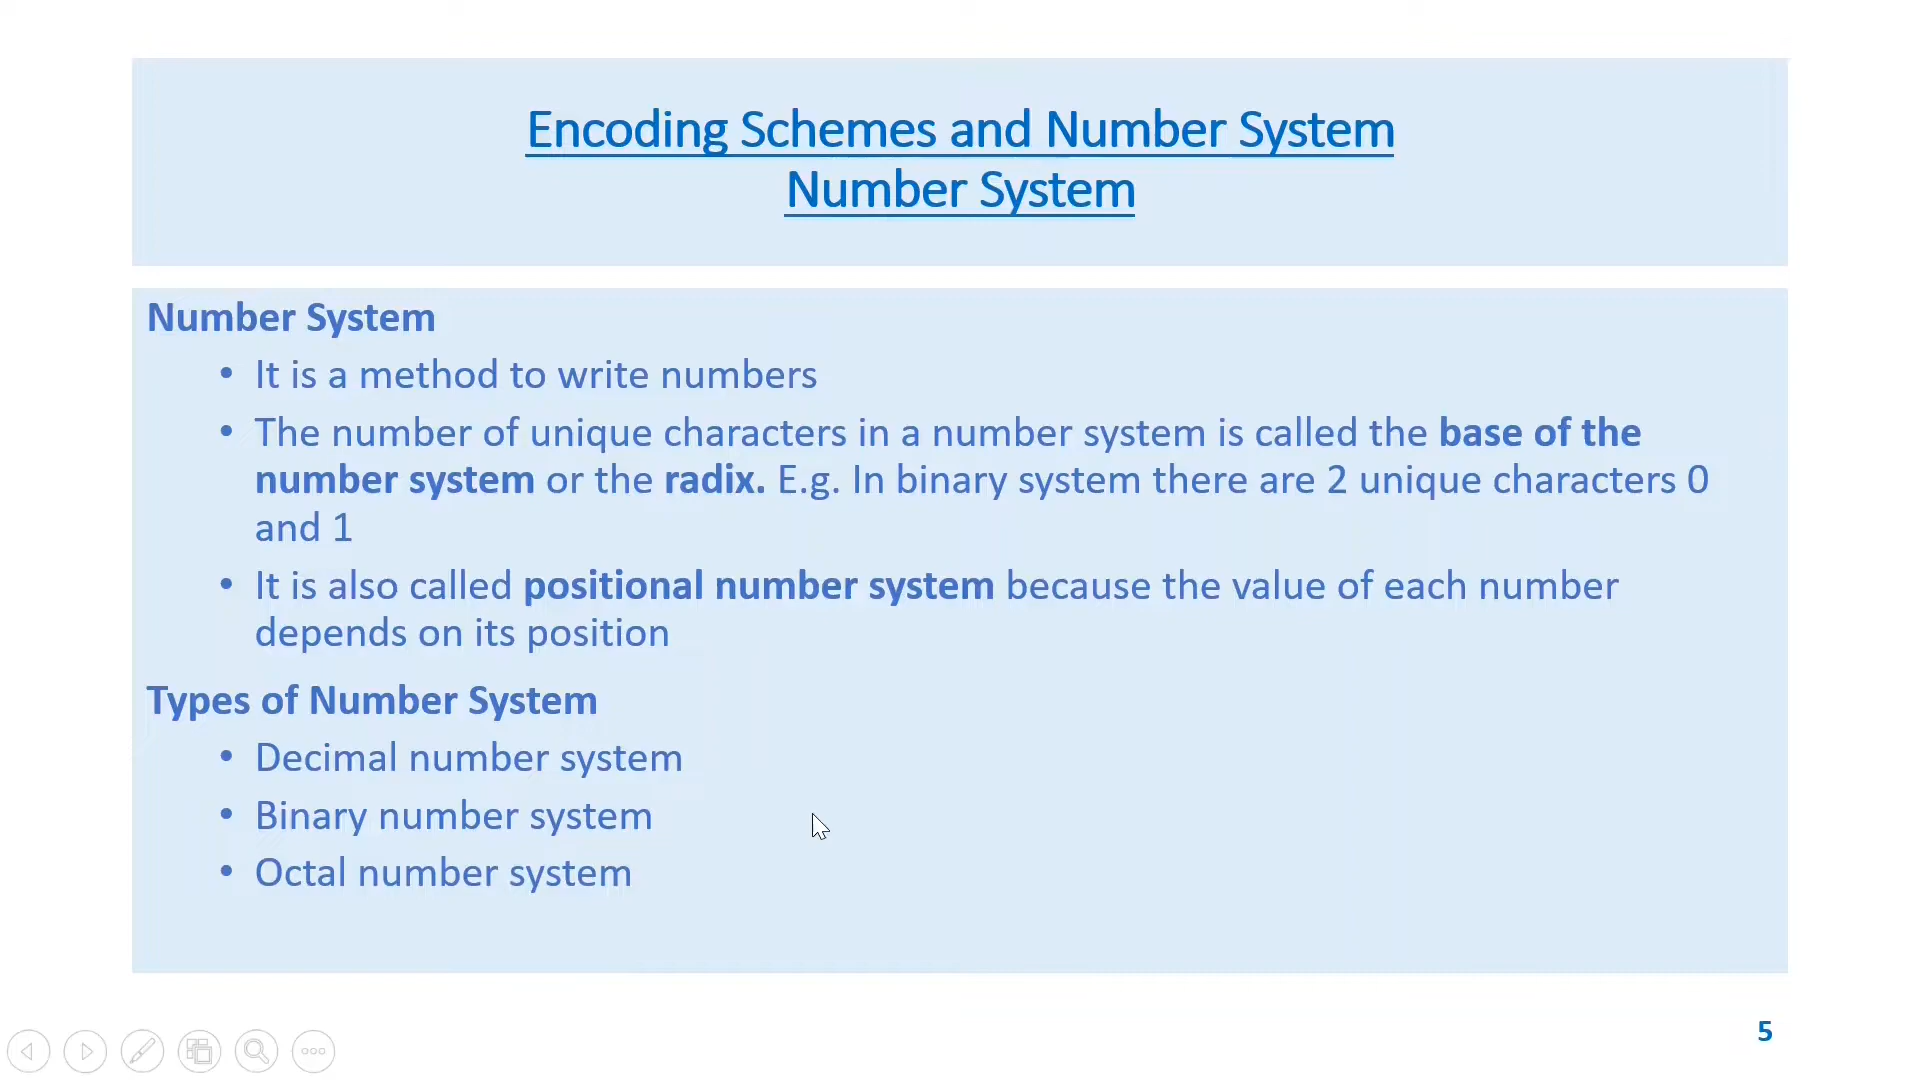 Encoding Schemes and Number System
Number System
Number System
• It is a method to write numbers
• The number of unique characters in a number system is called the base of the
number system or the radix. E.g. In binary system there are 2 unique characters 0
and 1
• It is also called positional number system because the value of each number
depends on its position
Types of Number System
• Decimal number system
• Binary number system
• Octal number system
5